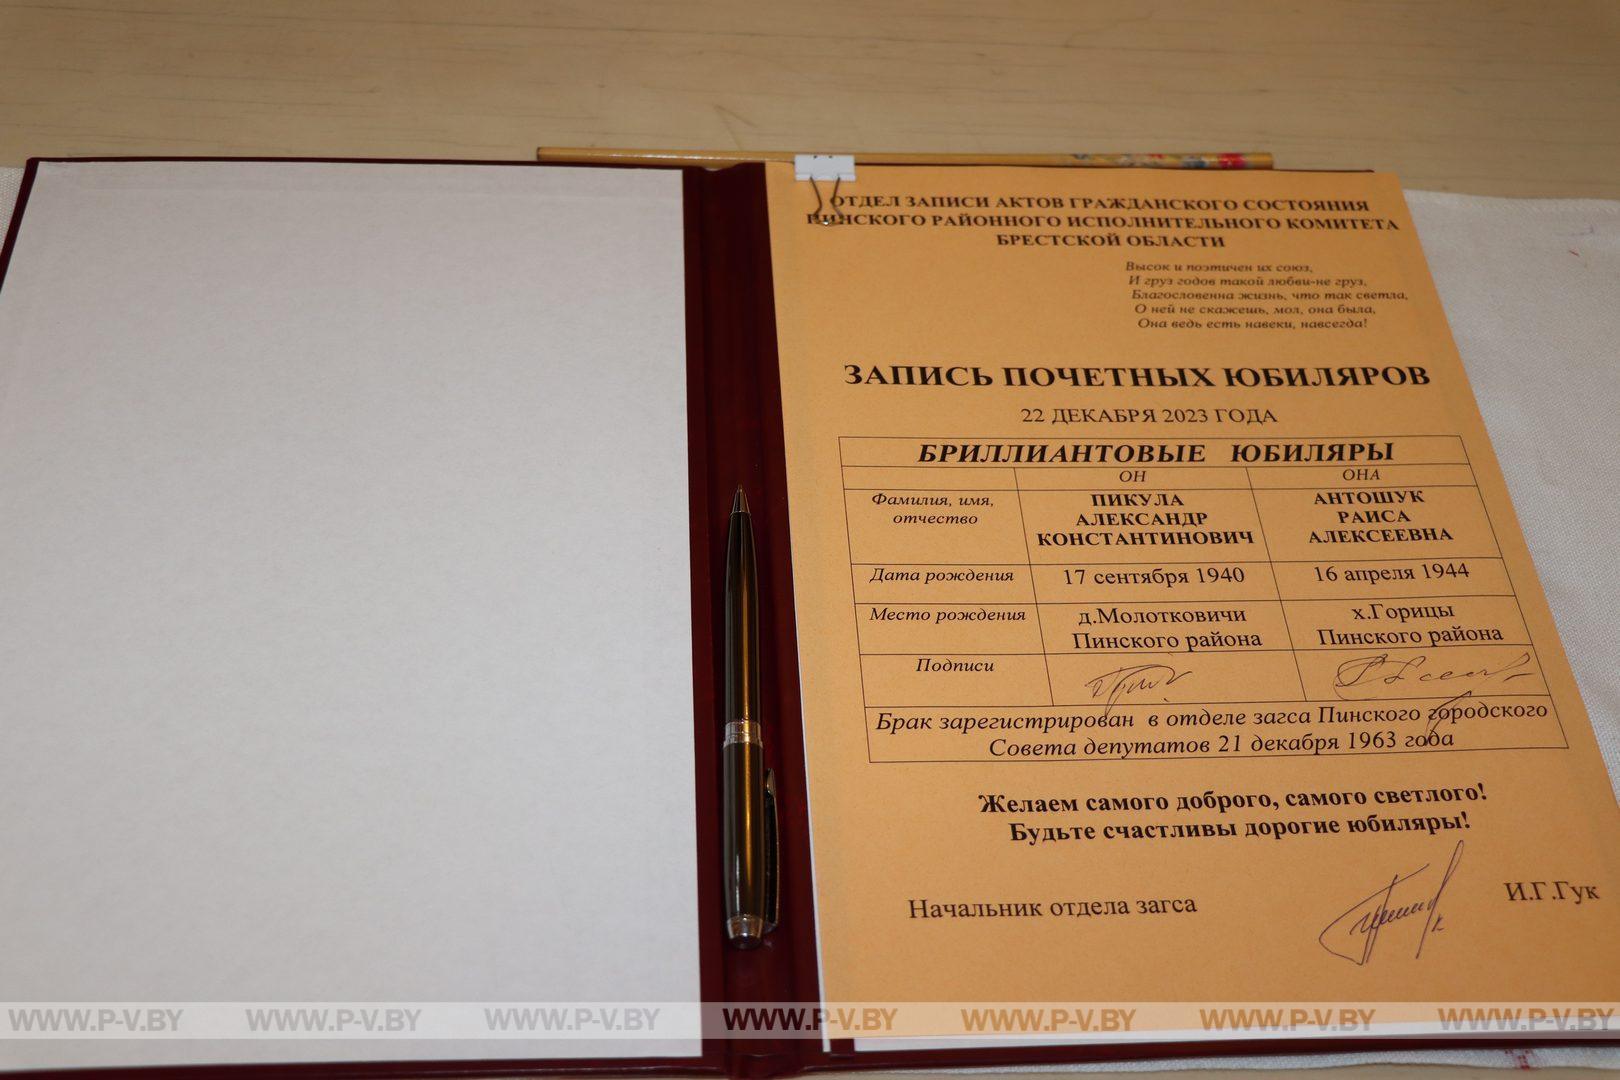 ОТДЕЛ ЗАПИСИ АКТОВ ГРАЖДАНСКОГО СОСТОЯНИЯ
ПИНСКОГО РАЙОННОГО ИСПОЛНИТЕЛЬНОГО КОМИТЕТА
БРЕСТСКОЙ ОБЛАСТИ
Высок и поэтичен их союз,
И груз годов такой любви-не груз,
Благословенна жизнь, что так светла,
О ней не скажешь, мол, она была,
Она ведь есть навеки, навсегда!
ЗАПИСЬ ПОЧЕТНЫХ ЮБИЛЯРОВ
22 ДЕКАБРЯ 2023 ГОДА
БРИЛЛИАНТОВЫЕ ЮБИЛЯРЫ
ОН ОНА
Фамилия, имя, ПИКУЛА АНТОШУК
отчество АЛЕКСАНДР РАИСА
КОНСТАНТИНОВИЧ АЛЕКСЕЕВНА
Дата рождения 17 сентября 1940 16 апреля 1944
Место рождения д.Молотковичи х.Горицы
Пинского района Пинского района
Подписи
Брак зарегистрирован в отделе загса Пинского городского
Совета депутатов 21 декабря 1963 года
Желаем самого доброго, самого светлого!
Будьте счастливы дорогие юбиляры!
Начальник отдела загса И.Г.Гук
WWW.P-V.BY WWW.P-V.BY WWW.P-V.BY WWW.P-V.BY WWW.P-V.BY WWW.P-V.BY WWW.P-V.BY